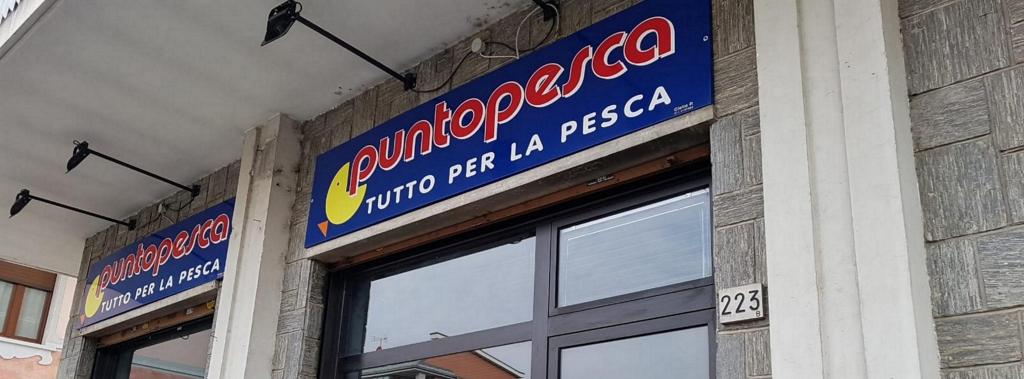 puntopesca
TUTTO PER LA PESCA
puntopesca
TUTTO PER LA PESCA
223
B